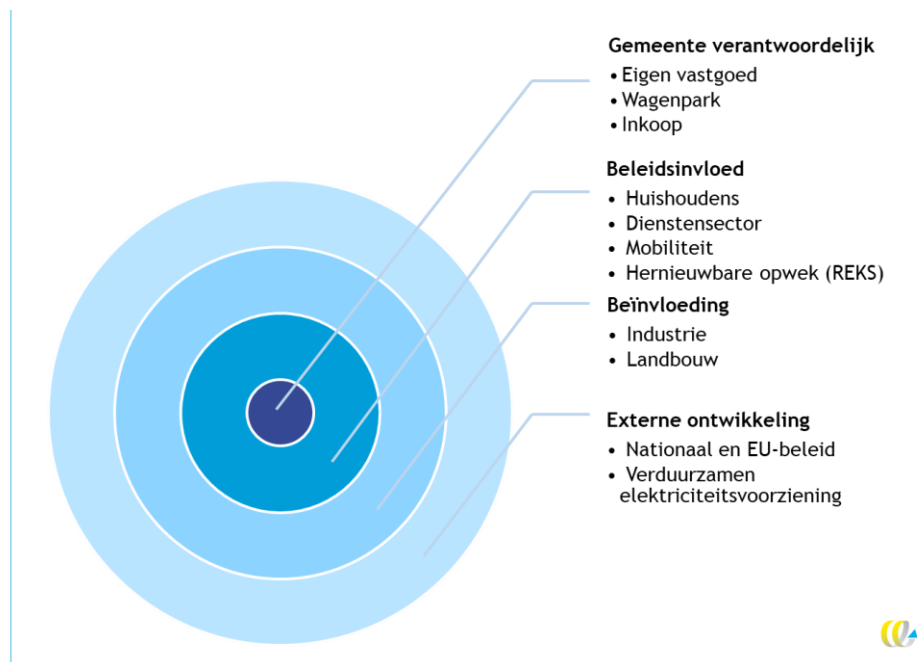 Gemeente verantwoordelijk
• Eigen vastgoed
• Wagenpark
• Inkoop
Beleidsinvloed
• Huishoudens
• Dienstensector
• Mobiliteit
• Hernieuwbare opwek (REKS)
Beïnvloeding
• Industrie
• Landbouw
Externe ontwikkeling
• Nationaal en EU-beleid
• Verduurzamen
elektriciteitsvoorziening